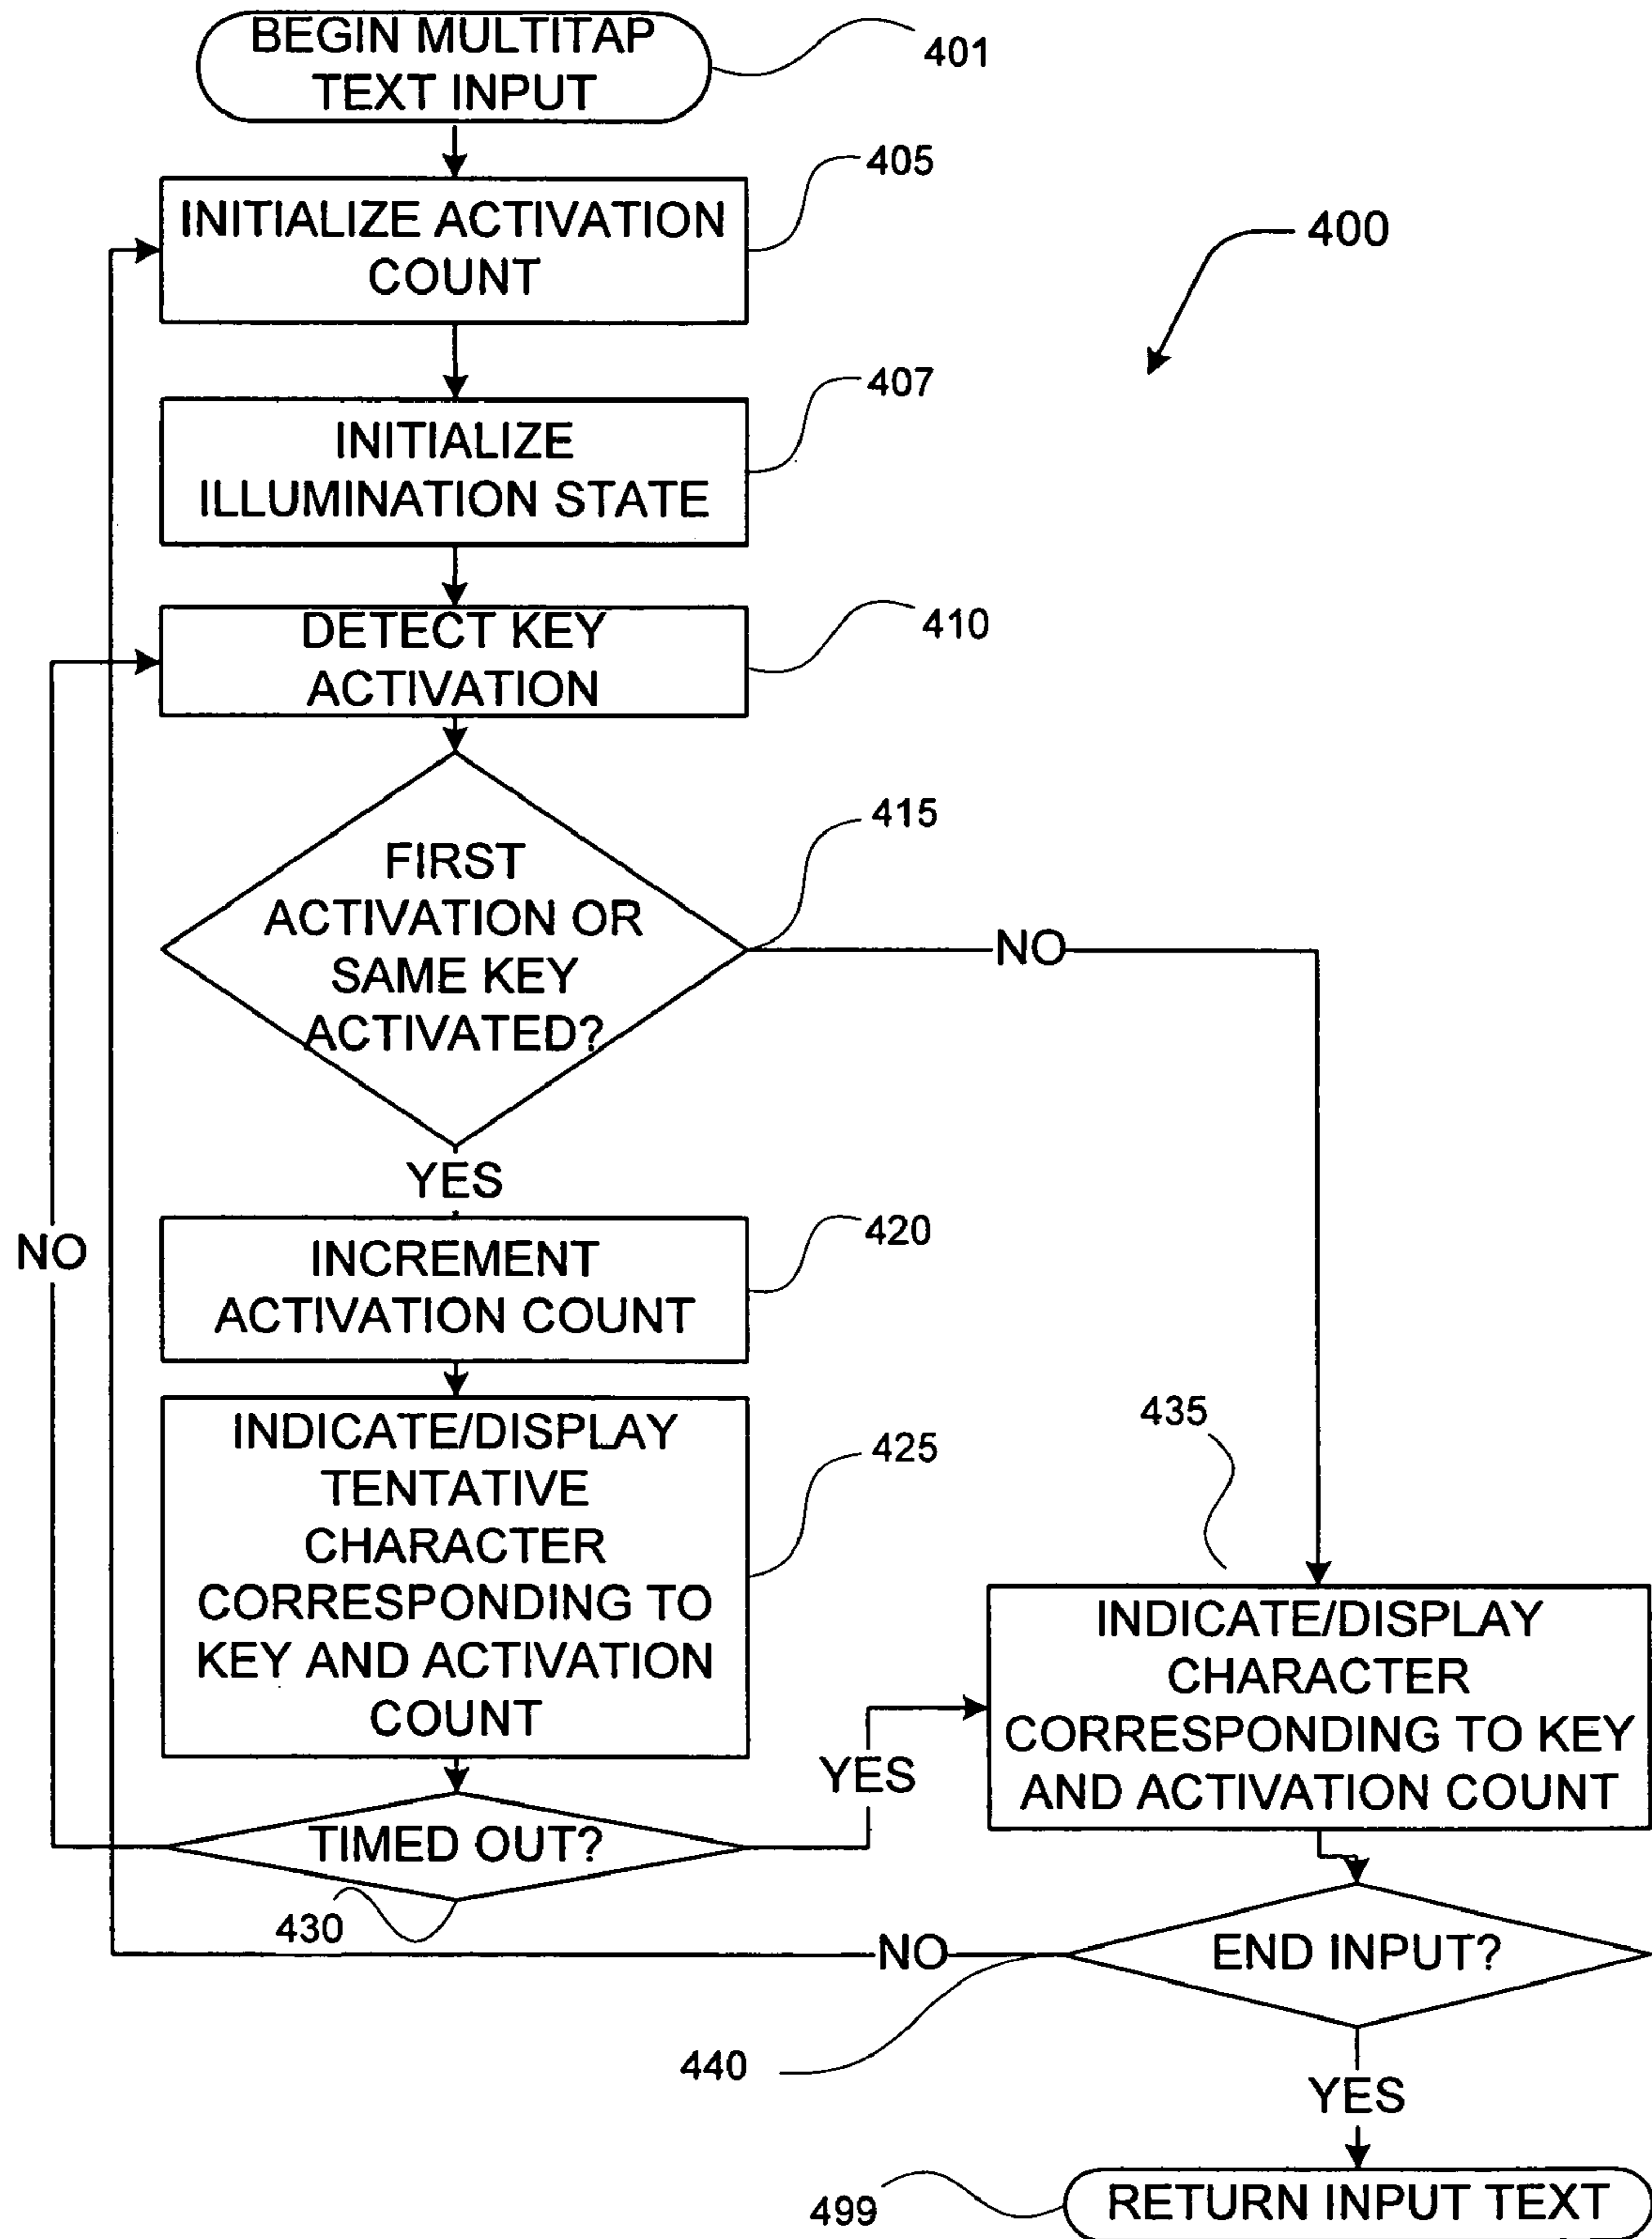 BEGIN MULTITAP
TEXT INPUT
401
INITIALIZE ACTIVATION
COUNT
405
400
INITIALIZE
ILLUMINATION STATE
407
DETECT KEY
ACTIVATION
410
FIRST
ACTIVATION OR
SAME KEY
ACTIVATED?
415
NO
YES
NO
INCREMENT
ACTIVATION COUNT
420
INDICATE/DISPLAY
TENTATIVE
CHARACTER
CORRESPONDING TO
KEY AND ACTIVATION
COUNT
425
435
INDICATE/DISPLAY
CHARACTER
CORRESPONDING TO KEY
AND ACTIVATION COUNT
YES
TIMED OUT?
430
NO
END INPUT?
440
YES
499
RETURN INPUT TEXT